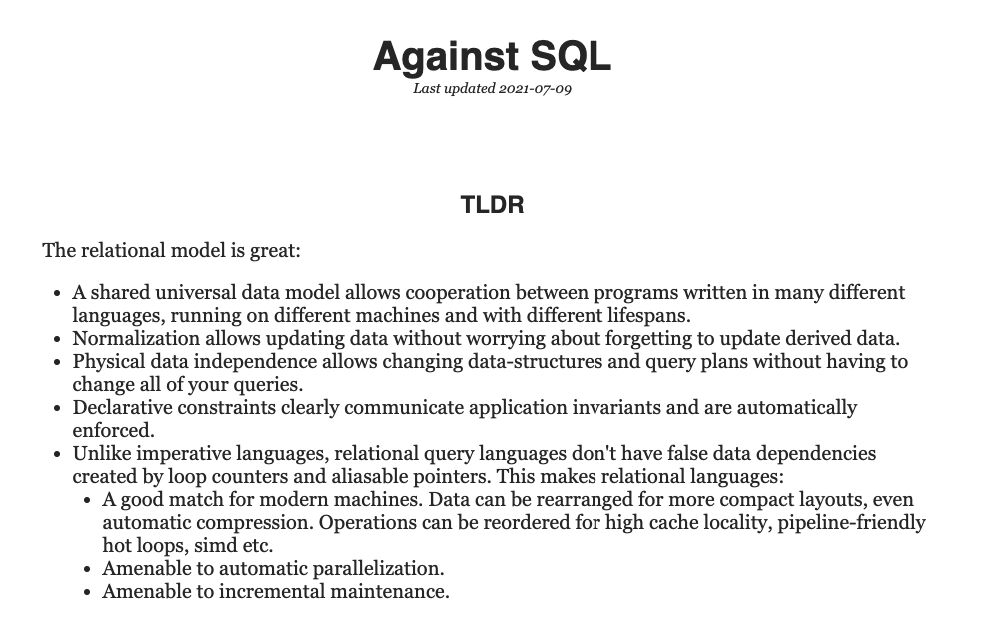 Against SQL
Last updated 2021-07-09
TLDR
The relational model is great:
• A shared universal data model allows cooperation between programs written in many different
languages, running on different machines and with different lifespans.
• Normalization allows updating data without worrying about forgetting to update derived data.
• Physical data independence allows changing data-structures and query plans without having to
change all of your queries.
• Declarative constraints clearly communicate application invariants and are automatically
enforced.
• Unlike imperative languages, relational query languages don't have false data dependencies
created by loop counters and aliasable pointers. This makes relational languages:
• A good match for modern machines. Data can be rearranged for more compact layouts, even
automatic compression. Operations can be reordered for high cache locality, pipeline-friendly
hot loops, simd etc.
• Amenable to automatic parallelization.
• Amenable to incremental maintenance.